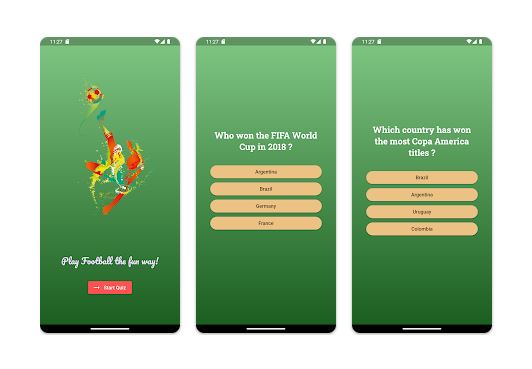 11:27
Play Football the fun way!
Start Quiz
11:27
Who won the FIFA World
Cup in 2018 ?
Argentina
Brazil
Germany
France
11:27
Which country has won
the most Copa America
titles ?
Brazil
Argentina
Uruguay
Colombia